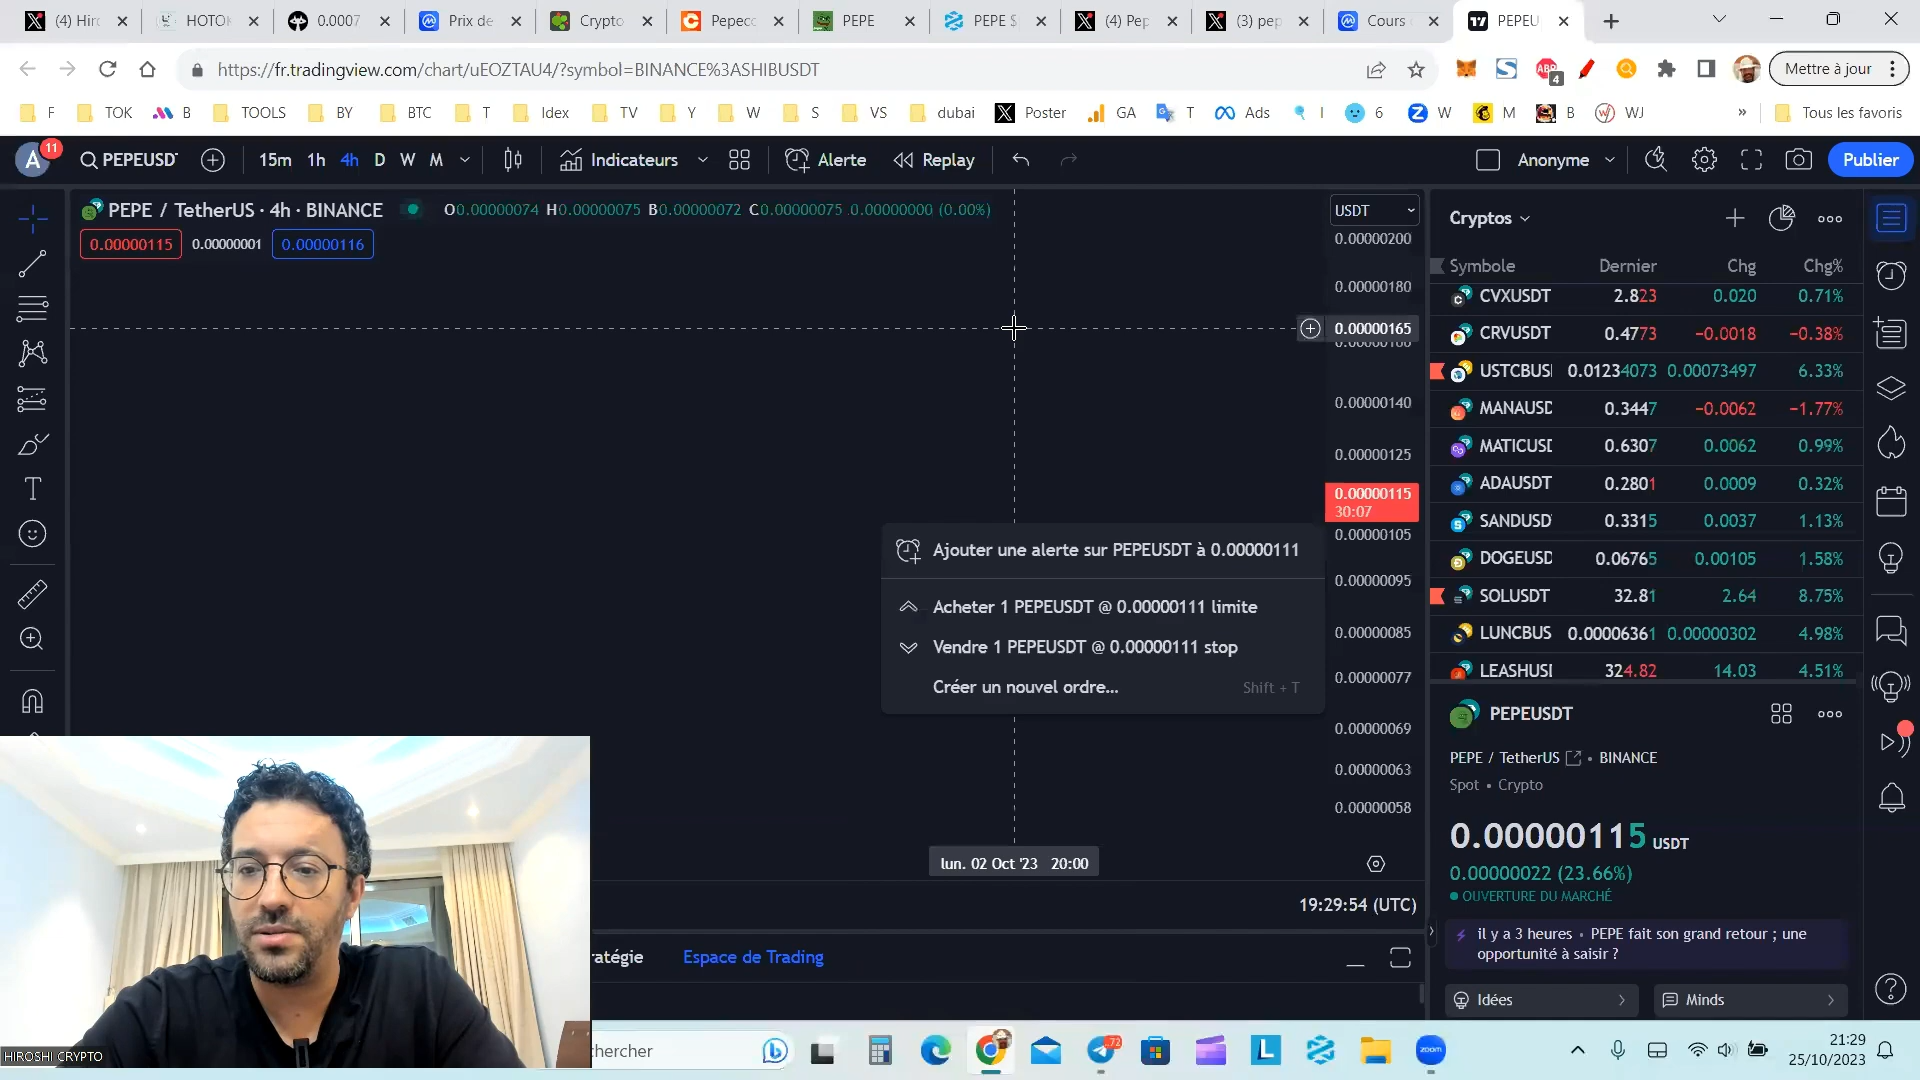 (4) Hir
HOTOK
0.0007
Prix de
Crypto
Pepecc
PEPE
PEPE $
(4) Pep
(3) pep
Cours
PEPEU
https://fr.tradingview.com/chart/uEOZTAU4/?symbol=BINANCE%3ASHIBUSDT
ABP
4
Mettre à jour
F TOK B TOOLS BY BTC T Idex TV Y W S VS dubai Poster GA T Ads I 6 W M B WJ » Tous les favoris
A 11 PEPEUSD 15m 1h 4h D W M Indicateurs Alerte Replay Anonyme Publier
PEPE / TetherUS · 4h · BINANCE O0.00000074 H0.00000075 B0.00000072 C0.00000075 0.00000000 (0.00%)
0.00000115 0.00000001 0.00000116
USDT
0.00000200
0.00000180
0.00000165
0.00000140
0.00000125
0.00000115
30:07
0.00000105
0.00000095
0.00000085
0.00000077
0.00000069
0.00000063
0.00000058
Ajouter une alerte sur PEPEUSDT à 0.00000111
Acheter 1 PEPEUSDT @ 0.00000111 limite
Vendre 1 PEPEUSDT @ 0.00000111 stop
Créer un nouvel ordre... Shift + T
lun. 02 Oct '23 20:00
19:29:54 (UTC)
ratégie Espace de Trading
Cryptos
Symbole Dernier Chg Chg%
CVXUSDT 2.823 0.020 0.71%
CRVUSDT 0.4773 −0.0018 −0.38%
USTCBUSI 0.01234073 0.00073497 6.33%
MANAUSD 0.3447 −0.0062 −1.77%
MATICUSD 0.6307 0.0062 0.99%
ADAUSDT 0.2801 0.0009 0.32%
SANDUSD 0.3315 0.0037 1.13%
DOGEUSD 0.06765 0.00105 1.58%
SOLUSDT 32.81 2.64 8.75%
LUNCBUS 0.00006361 0.00000302 4.98%
LEASHUSI 324.82 14.03 4.51%
PEPEUSDT
PEPE / TetherUS • BINANCE
Spot • Crypto
0.00000115 USDT
0.00000022 (23.66%)
OUVERTURE DU MARCHÉ
il y a 3 heures • PEPE fait son grand retour ; une
opportunité à saisir ?
Idées
Minds
HIROSHI CRYPTO
chercher
72
L
zoom
21:29
25/10/2023